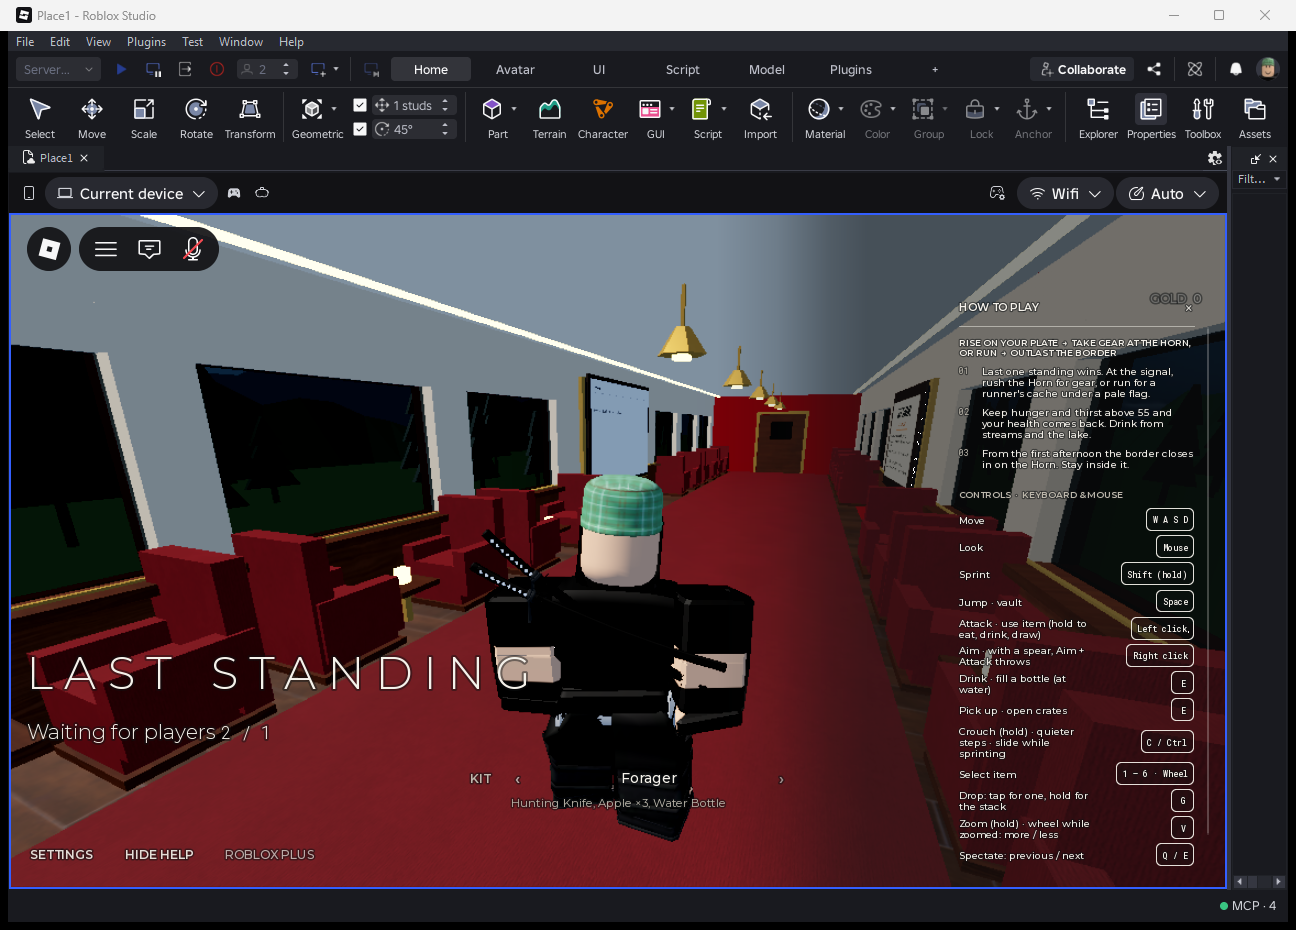 Place1 - Roblox Studio
File Edit View Plugins Test Window Help
Server... 2 Home Avatar UI Script Model Plugins + Collaborate
1 studs
45°
Select Move Scale Rotate Transform Geometric Part Terrain Character GUI Script Import Material Color Group Lock Anchor Explorer Properties Toolbox Assets
Place1
Filt...
Current device Wifi Auto
GOLD 0
HOW TO PLAY ×
RISE ON YOUR PLATE → TAKE GEAR AT THE HORN,
OR RUN → OUTLAST THE BORDER
01 Last one standing wins. At the signal,
rush the Horn for gear, or run for a
runner's cache under a pale flag.
02 Keep hunger and thirst above 55 and
your health comes back. Drink from
streams and the lake.
03 From the first afternoon the border closes
in on the Horn. Stay inside it.
CONTROLS · KEYBOARD & MOUSE
Move W A S D
Look Mouse
Sprint Shift (hold)
Jump · vault Space
Attack · use item (hold to
eat, drink, draw) Left click,
Aim · with a spear, Aim +
Attack throws Right click
Drink · fill a bottle (at
water) E
Pick up · open crates E
Crouch (hold) · quieter
steps · slide while
sprinting C / Ctrl
Select item 1 – 6 · Wheel
Drop: tap for one, hold for
the stack G
Zoom (hold) · wheel while
zoomed: more / less V
Spectate: previous / next Q / E
LAST STANDING
Waiting for players 2 / 1
KIT ‹ Forager ›
Hunting Knife, Apple ×3, Water Bottle
SETTINGS HIDE HELP ROBLOX PLUS
MCP · 4